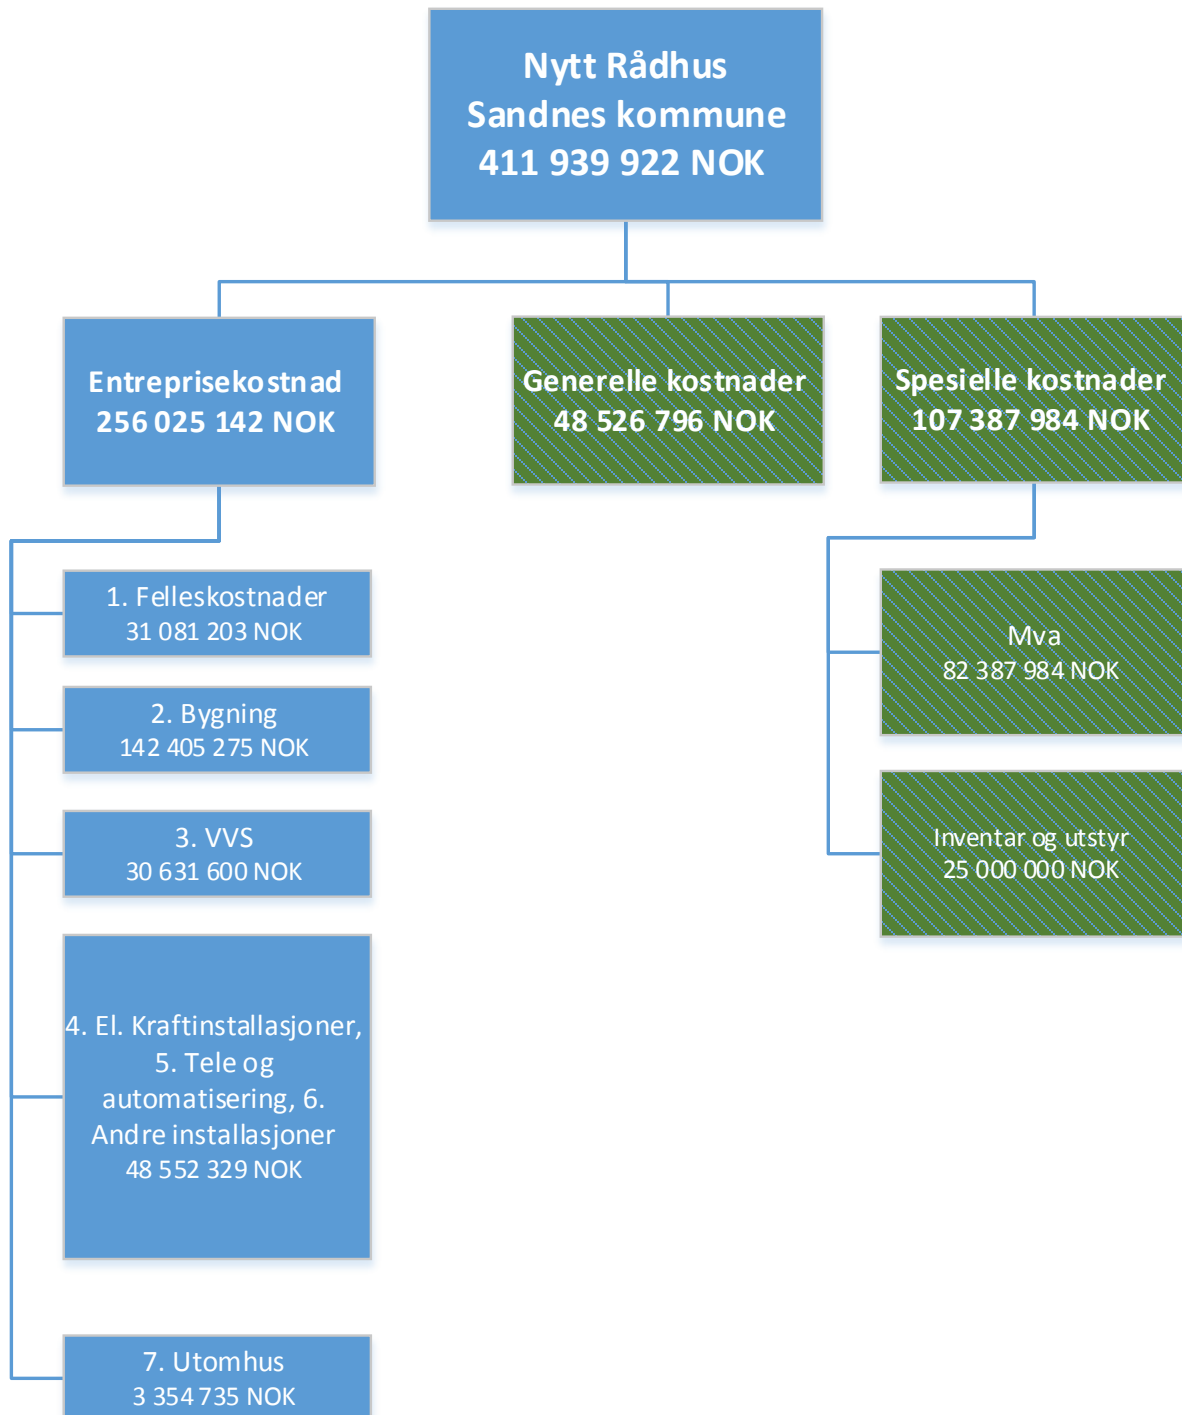 Nytt Rådhus
Sandnes kommune
411 939 922 NOK
Entreprisekostnad
256 025 142 NOK
Generelle kostnader
48 526 796 NOK
Spesielle kostnader
107 387 984 NOK
1. Felleskostnader
31 081 203 NOK
2. Bygning
142 405 275 NOK
3. VVS
30 631 600 NOK
4. El. Kraftinstallasjoner,
5. Tele og
automatisering, 6.
Andre installasjoner
48 552 329 NOK
7. Utomhus
3 354 735 NOK
Mva
82 387 984 NOK
Inventar og utstyr
25 000 000 NOK